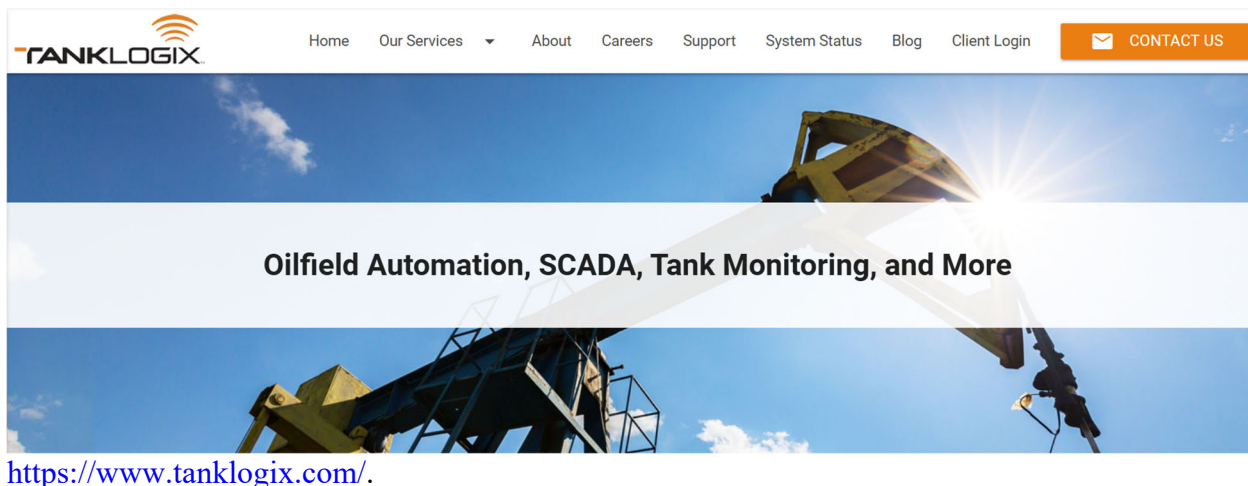 TANKLOGIX
Home Our Services About Careers Support System Status Blog Client Login CONTACT US
Oilfield Automation, SCADA, Tank Monitoring, and More
https://www.tanklogix.com/.